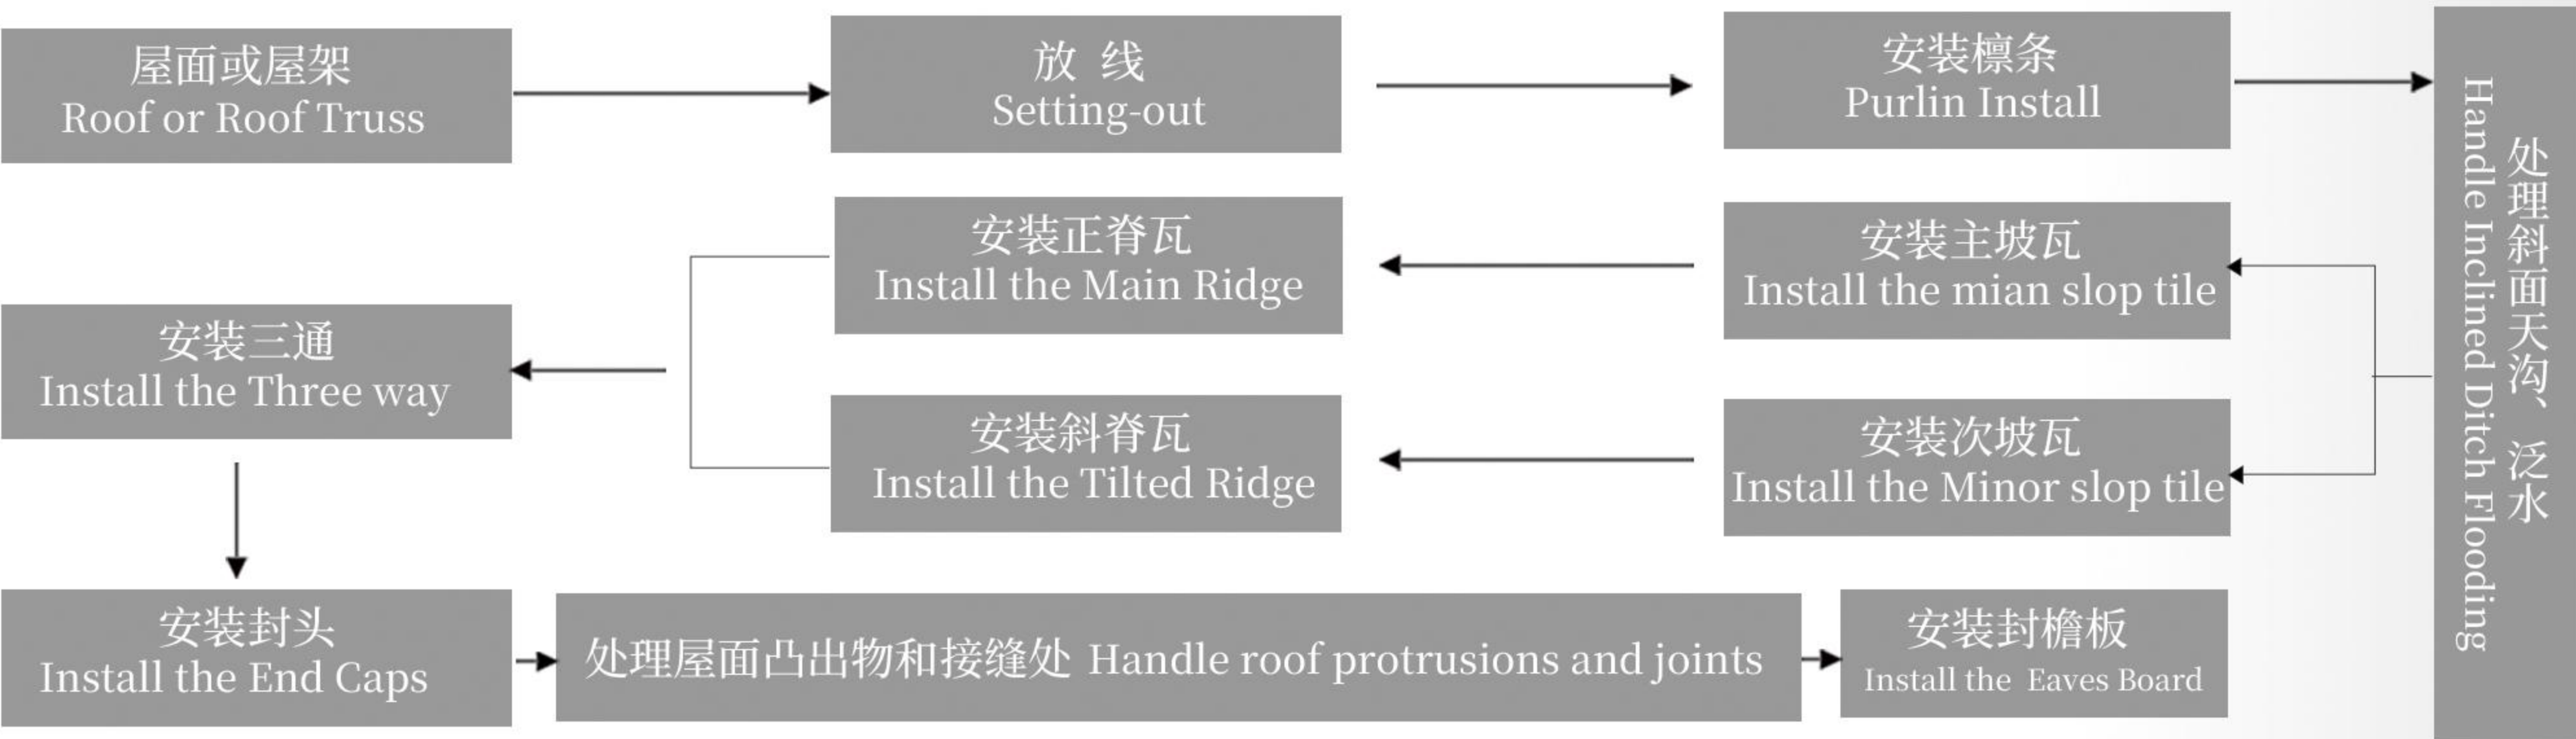 屋面或屋架
Roof or Roof Truss
放 线
Setting-out
安装檩条
Purlin Install
处理斜面天沟、泛水
Handle Inclined Ditch Flooding
安装主坡瓦
Install the mian slop tile
安装次坡瓦
Install the Minor slop tile
安装正脊瓦
Install the Main Ridge
安装斜脊瓦
Install the Tilted Ridge
安装三通
Install the Three way
安装封头
Install the End Caps
处理屋面凸出物和接缝处 Handle roof protrusions and joints
安装封檐板
Install the Eaves Board